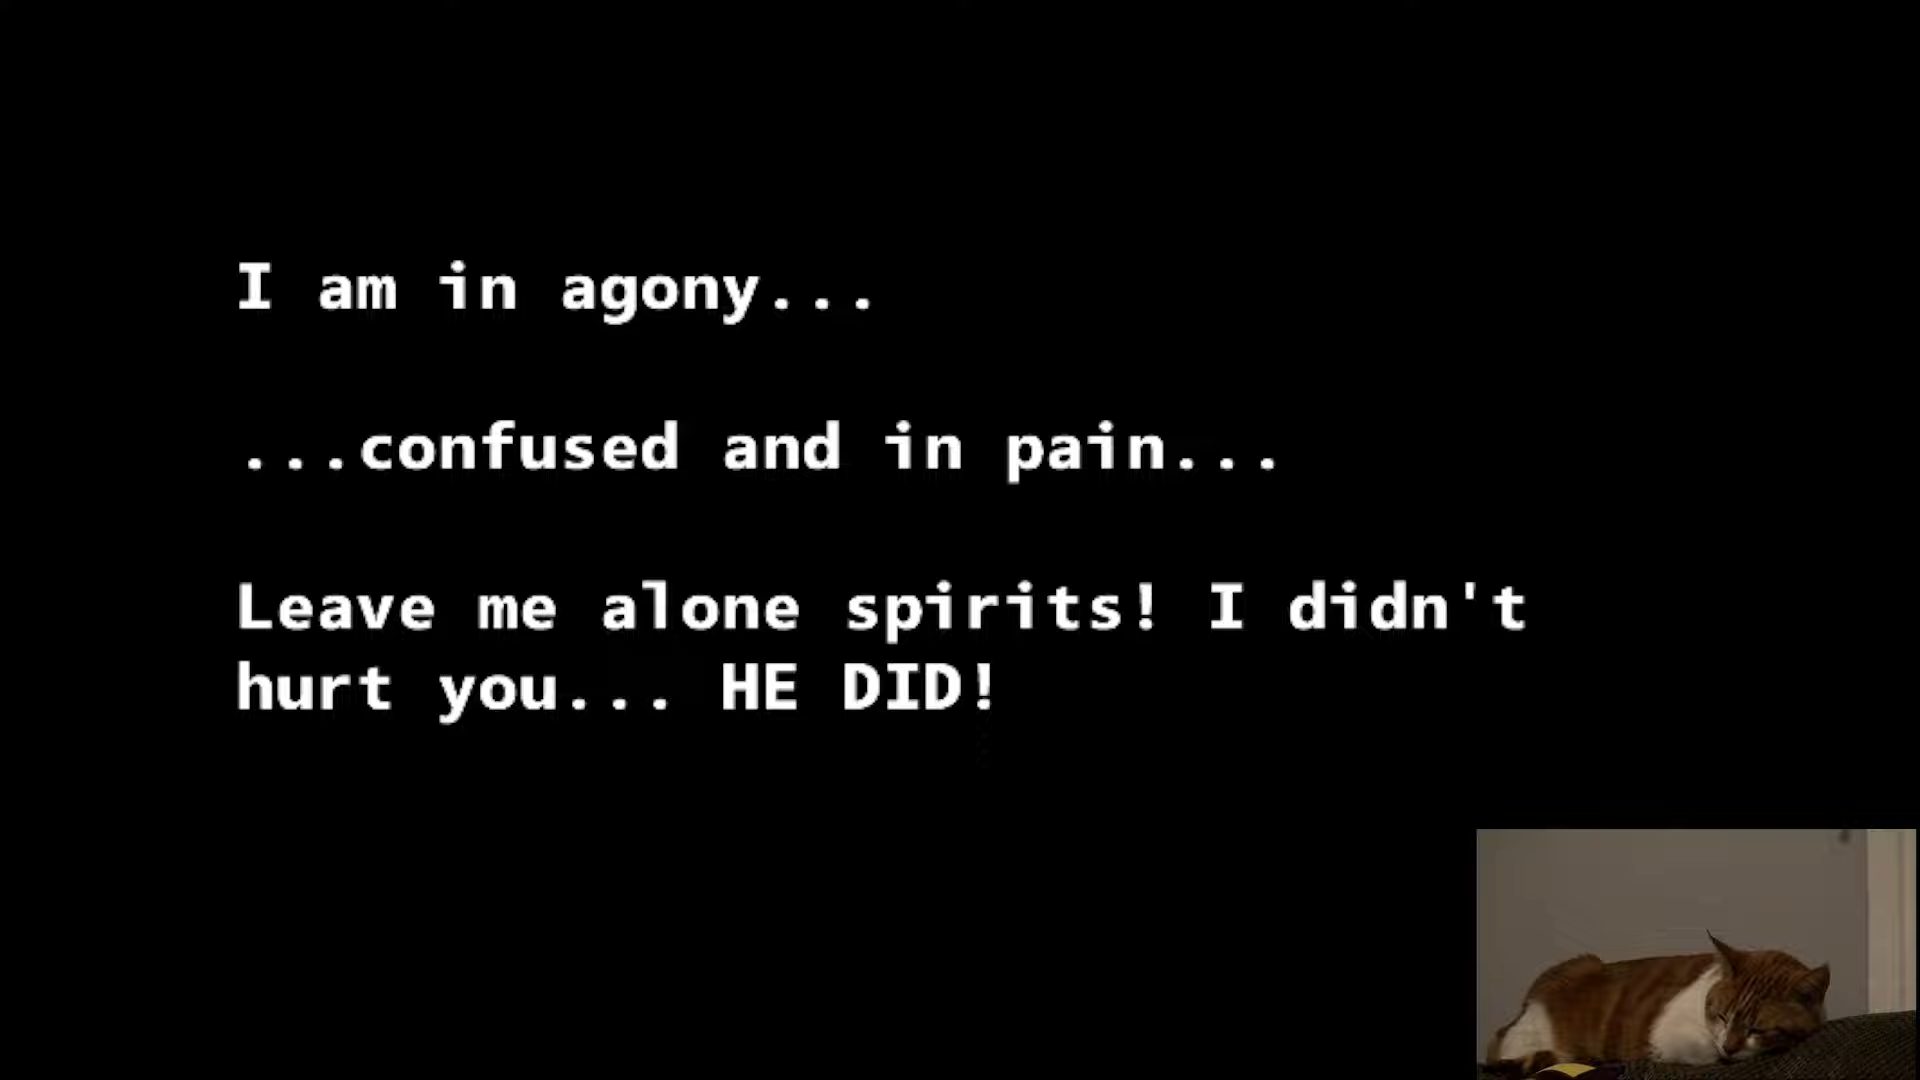 I am in agony...
...confused and in pain...
Leave me alone spirits! I didn't
hurt you... HE DID!